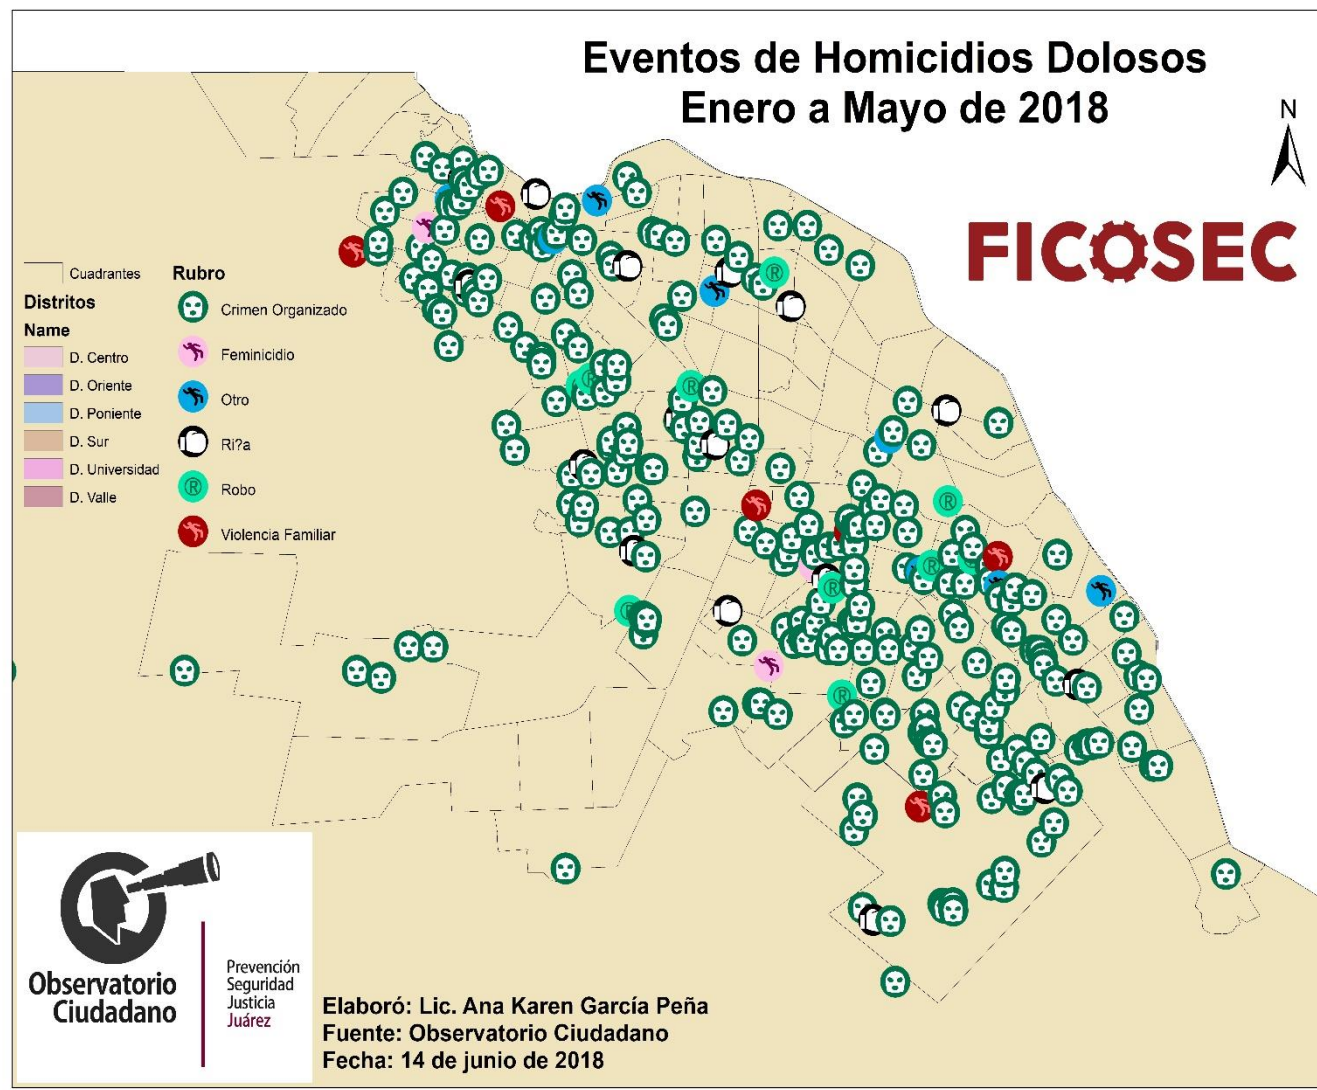 Eventos de Homicidios Dolosos
Enero a Mayo de 2018
N
FICOSEC
Cuadrantes
Distritos
Name
D. Centro
D. Oriente
D. Poniente
D. Sur
D. Universidad
D. Valle
Rubro
Crimen Organizado
Feminicidio
Otro
Ri?a
Robo
Violencia Familiar
Observatorio
Ciudadano
Prevención
Seguridad
Justicia
Juárez
Elaboró: Lic. Ana Karen García Peña
Fuente: Observatorio Ciudadano
Fecha: 14 de junio de 2018